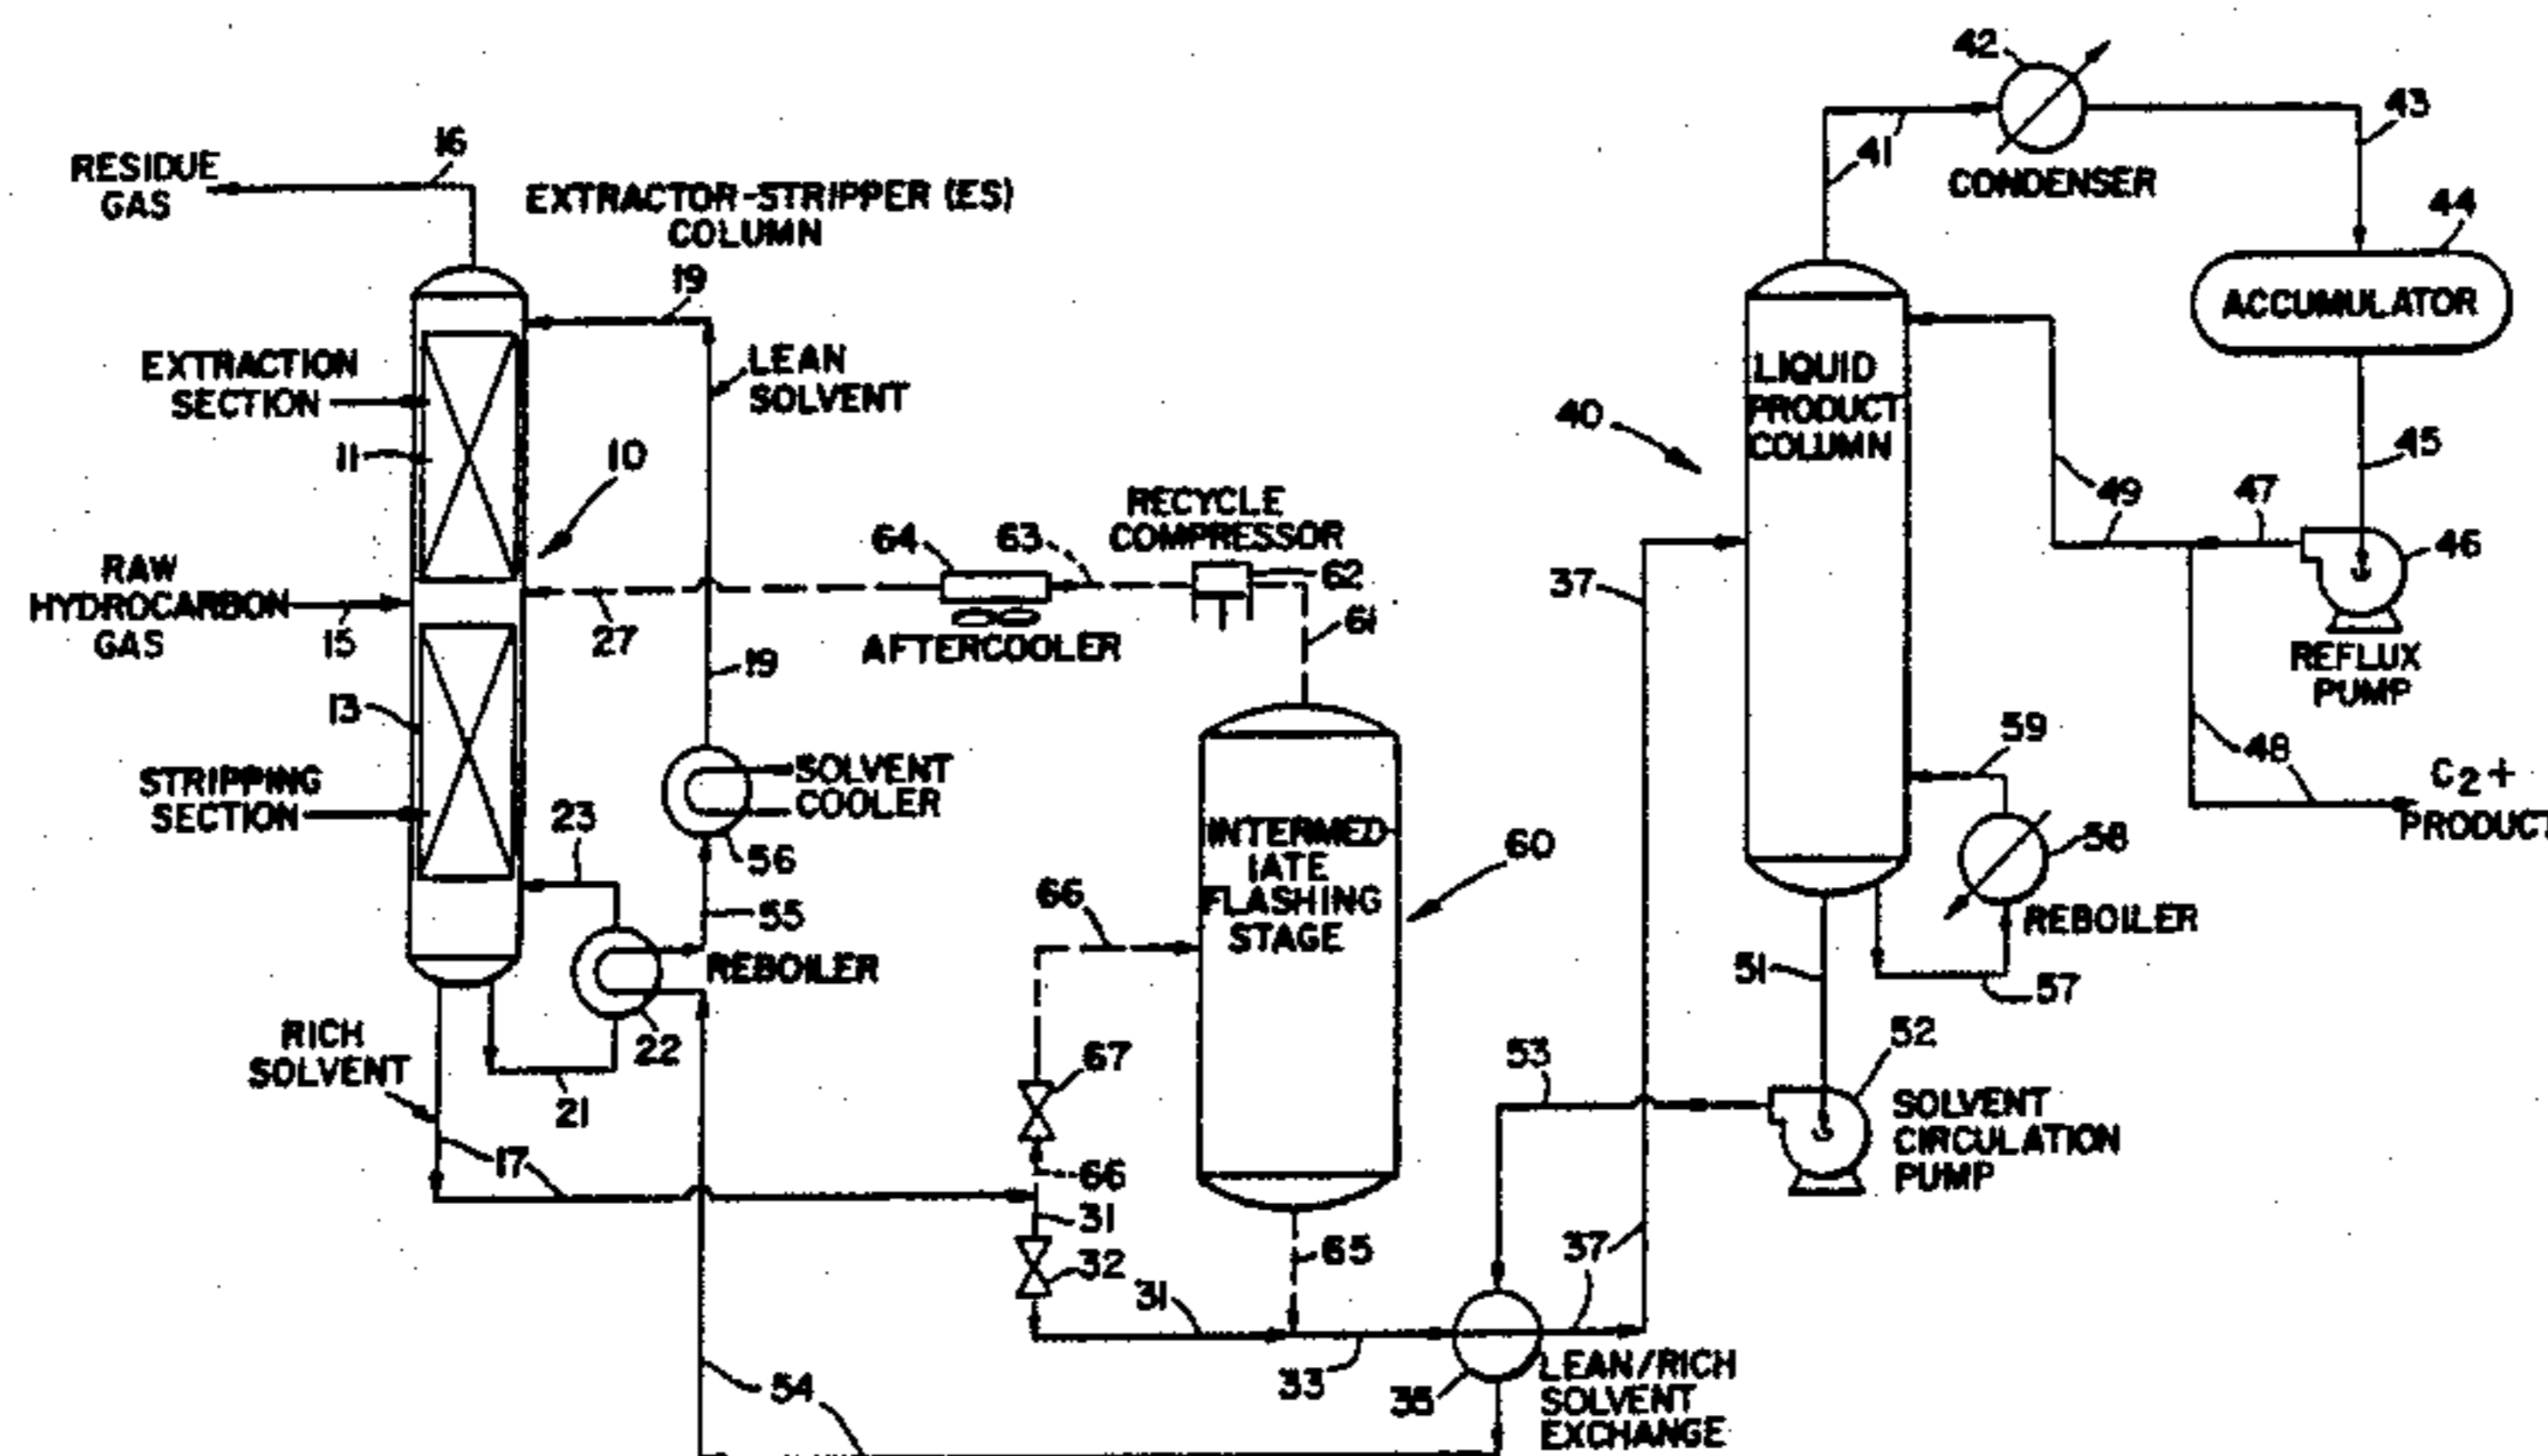 RESIDUE
GAS
16
EXTRACTOR-STRIPPER (ES)
COLUMN
19
EXTRACTION
SECTION
11
LEAN
SOLVENT
10
RAW
HYDROCARBON
GAS
15
27
64
63
RECYCLE
COMPRESSOR
62
61
AFTERCOOLER
19
13
STRIPPING
SECTION
SOLVENT
COOLER
56
23
55
REBOILER
22
21
RICH
SOLVENT
17
66
67
66
31
32
31
INTERMED-
IATE
FLASHING
STAGE
60
65
33
35
LEAN/RICH
SOLVENT
EXCHANGE
54
53
37
37
40
LIQUID
PRODUCT
COLUMN
41
42
CONDENSER
43
44
ACCUMULATOR
45
46
47
49
REFLUX
PUMP
48
C2+
PRODUCT
59
58
REBOILER
57
51
52
SOLVENT
CIRCULATION
PUMP